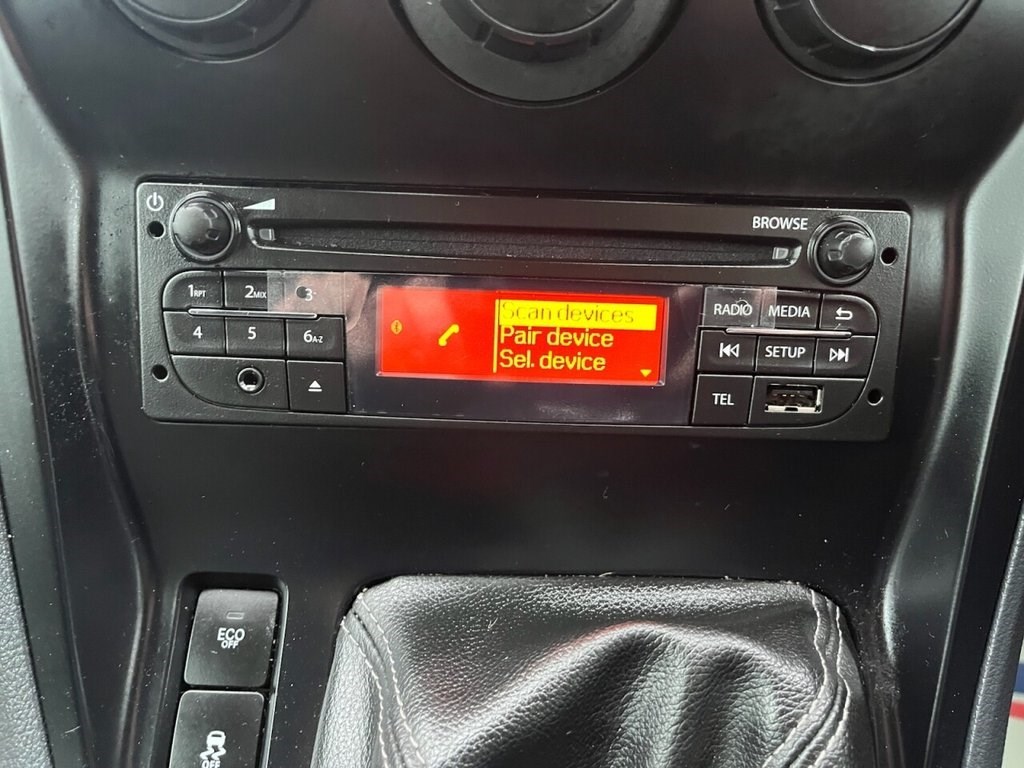 BROWSE
1RPT 2MIX 3
4 5 6A-Z
Scan devices
Pair device
Sel. device
RADIO MEDIA
SETUP
TEL
ECO
OFF
OFF